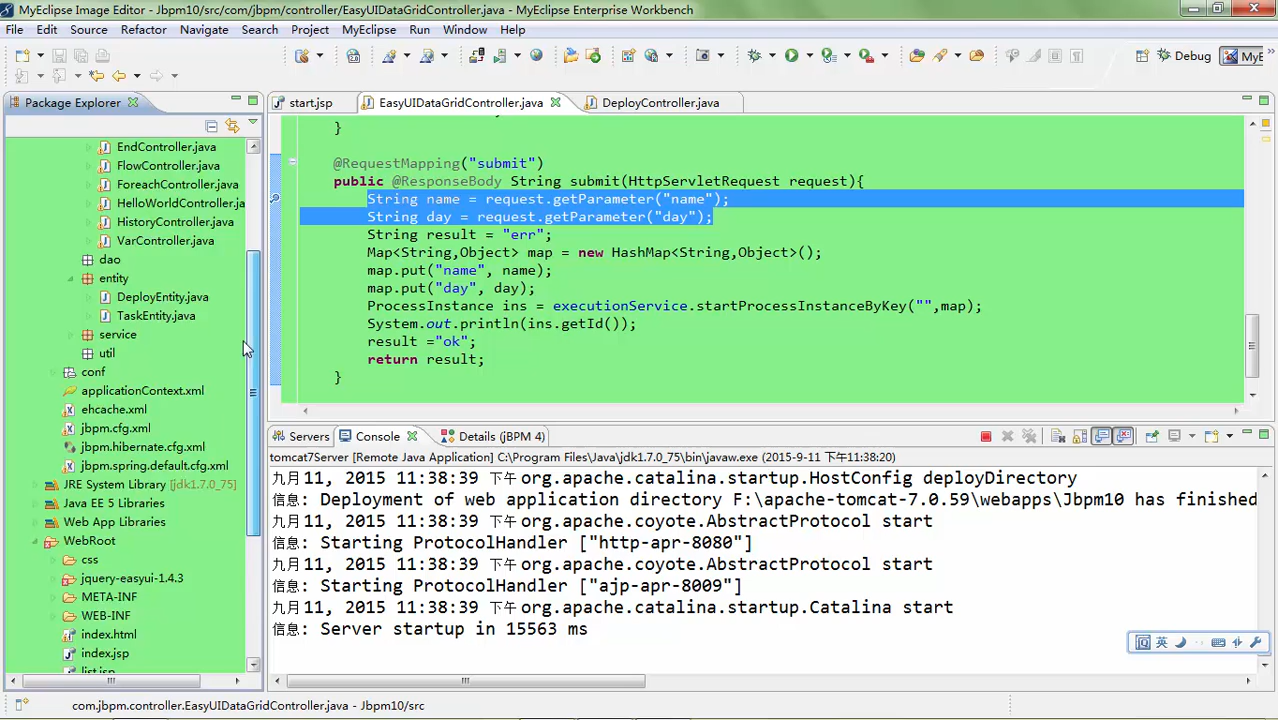 MyEclipse Image Editor - Jbpm10/src/com/jbpm/controller/EasyUIDataGridController.java - MyEclipse Enterprise Workbench
File Edit Source Refactor Navigate Search Project MyEclipse Run Window Help
Debug MyE
Package Explorer
start.jsp EasyUIDataGridController.java DeployController.java
EndController.java
FlowController.java
ForeachController.java
HelloWorldController.ja
HistoryController.java
VarController.java
dao
entity
DeployEntity.java
TaskEntity.java
service
util
conf
applicationContext.xml
ehcache.xml
jbpm.cfg.xml
jbpm.hibernate.cfg.xml
jbpm.spring.default.cfg.xml
JRE System Library [jdk1.7.0_75]
Java EE 5 Libraries
Web App Libraries
WebRoot
css
jquery-easyui-1.4.3
META-INF
WEB-INF
index.html
index.jsp
list.jsp
}
@RequestMapping("submit")
public @ResponseBody String submit(HttpServletRequest request){
String name = request.getParameter("name");
String day = request.getParameter("day");
String result = "err";
Map<String,Object> map = new HashMap<String,Object>();
map.put("name", name);
map.put("day", day);
ProcessInstance ins = executionService.startProcessInstanceByKey("",map);
System.out.println(ins.getId());
result ="ok";
return result;
}
Servers Console Details (jBPM 4)
tomcat7Server [Remote Java Application] C:\Program Files\Java\jdk1.7.0_75\bin\javaw.exe (2015-9-11 下午11:38:20)
九月 11, 2015 11:38:39 下午 org.apache.catalina.startup.HostConfig deployDirectory
信息: Deployment of web application directory F:\apache-tomcat-7.0.59\webapps\Jbpm10 has finished
九月 11, 2015 11:38:39 下午 org.apache.coyote.AbstractProtocol start
信息: Starting ProtocolHandler ["http-apr-8080"]
九月 11, 2015 11:38:39 下午 org.apache.coyote.AbstractProtocol start
信息: Starting ProtocolHandler ["ajp-apr-8009"]
九月 11, 2015 11:38:39 下午 org.apache.catalina.startup.Catalina start
信息: Server startup in 15563 ms
英
com.jbpm.controller.EasyUIDataGridController.java - Jbpm10/src